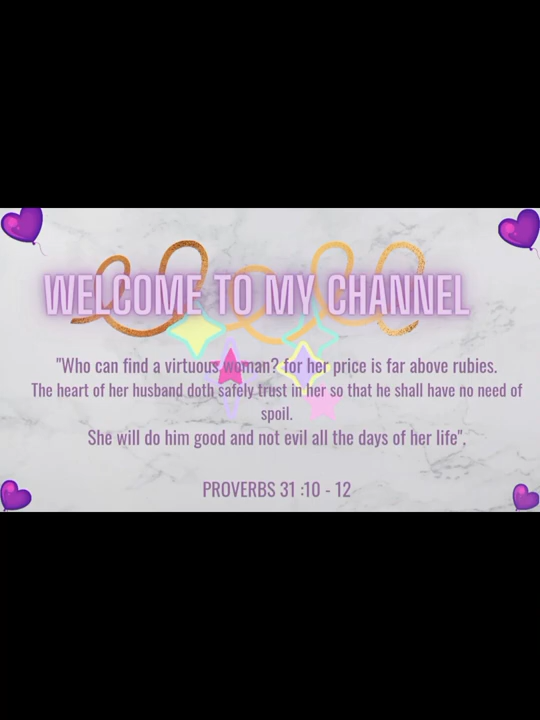 WELCOME TO MY CHANNEL
"Who can find a virtuous woman? for her price is far above rubies.
The heart of her husband doth safely trust in her so that he shall have no need of
spoil.
She will do him good and not evil all the days of her life".
PROVERBS 31 :10 - 12